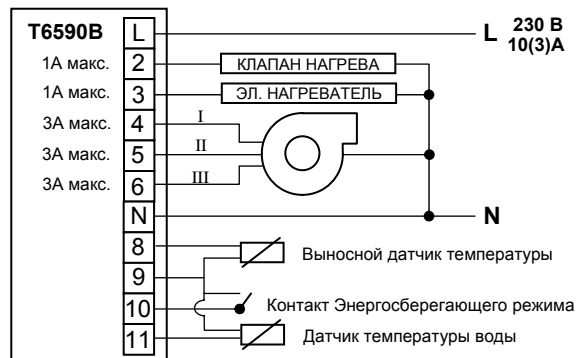 T6590B L L 230 В
10(3)А
1А макс. 2 КЛАПАН НАГРЕВА
1А макс. 3 ЭЛ. НАГРЕВАТЕЛЬ
3А макс. 4 I
3А макс. 5 II
3А макс. 6 III
N N
8 Выносной датчик температуры
9
10 Контакт Энергосберегающего режима
11 Датчик температуры воды